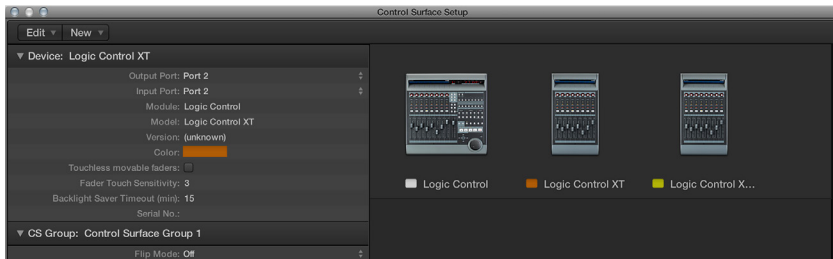 Control Surface Setup
Edit New
Device: Logic Control XT
Output Port: Port 2
Input Port: Port 2
Module: Logic Control
Model: Logic Control XT
Version: (unknown)
Color:
Touchless movable faders:
Fader Touch Sensitivity: 3
Backlight Saver Timeout (min): 15
Serial No.:
CS Group: Control Surface Group 1
Flip Mode: Off
Logic Control
Logic Control XT
Logic Control X...